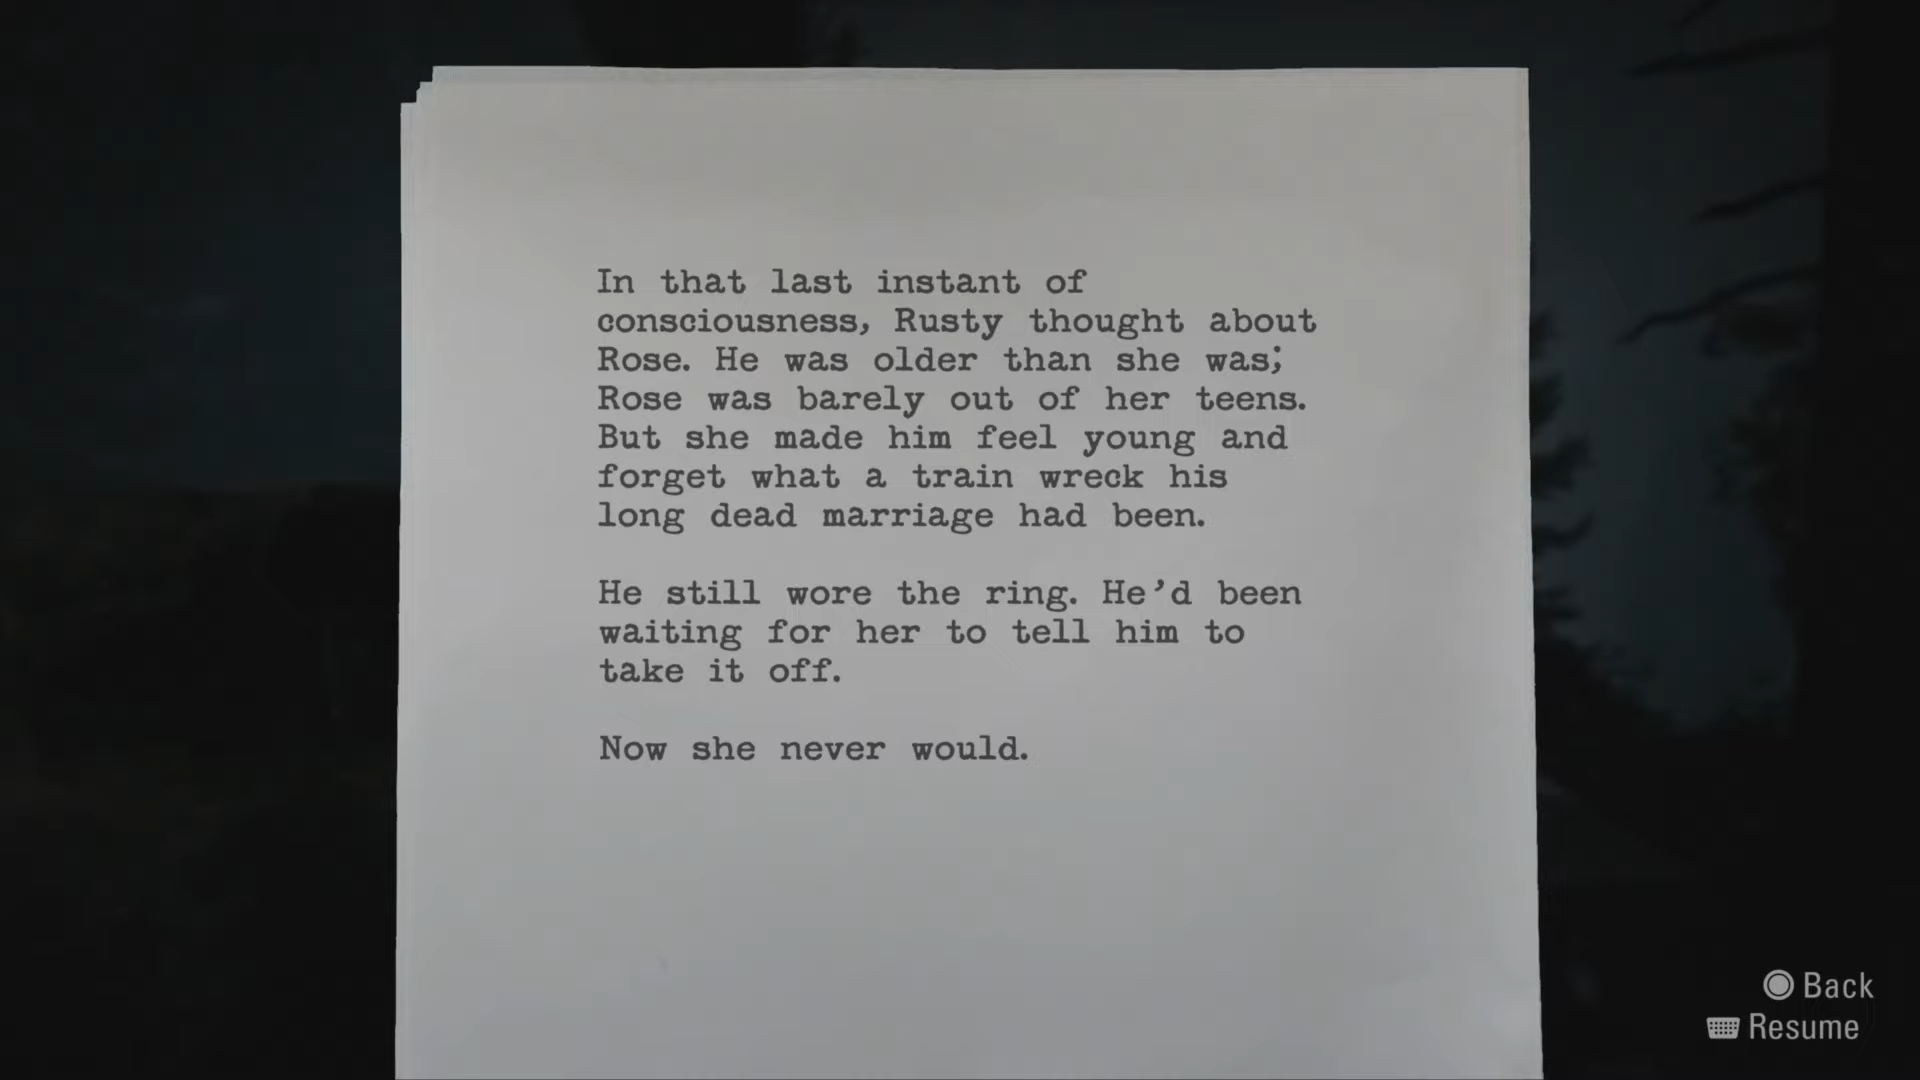 In that last instant of
consciousness, Rusty thought about
Rose. He was older than she was;
Rose was barely out of her teens.
But she made him feel young and
forget what a train wreck his
long dead marriage had been.
He still wore the ring. He’d been
waiting for her to tell him to
take it off.
Now she never would.
Back
Resume